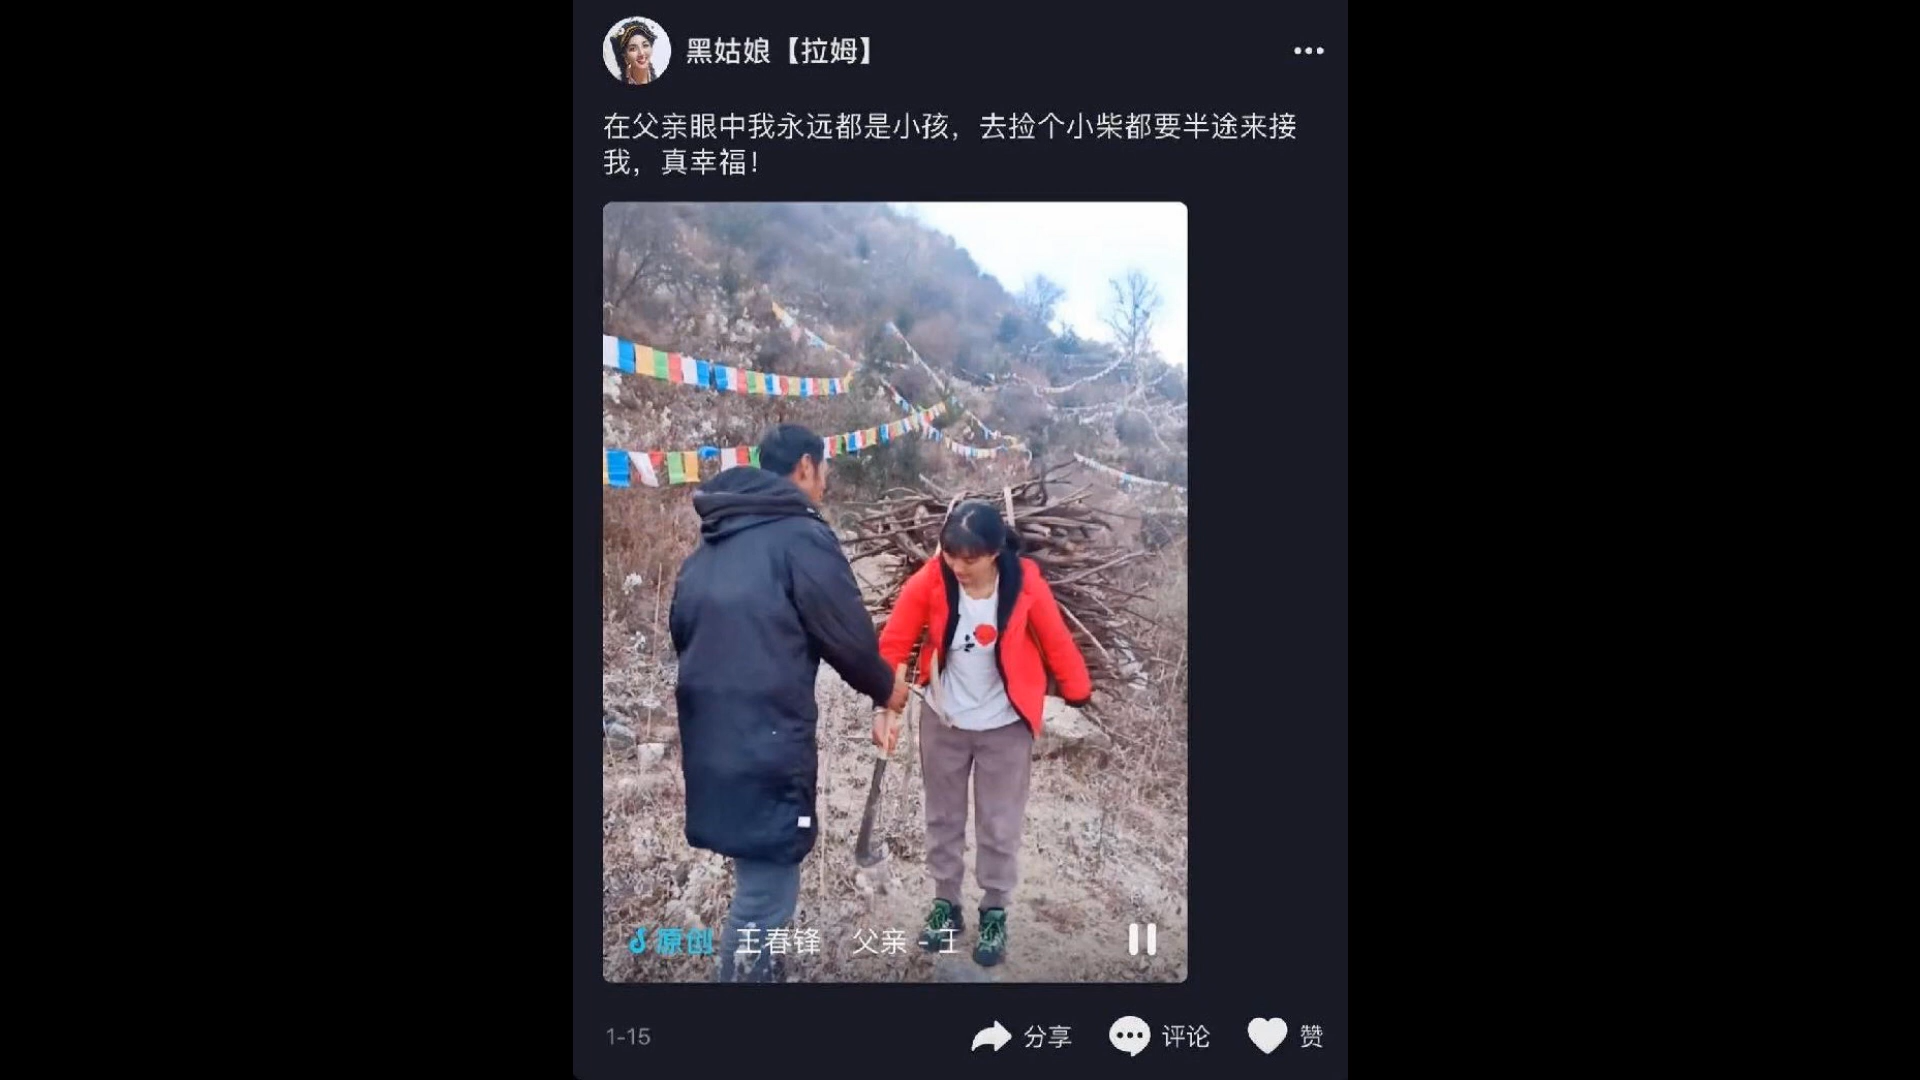 黑姑娘【拉姆】
在父亲眼中我永远都是小孩，去捡个小柴都要半途来接
我，真幸福！
原创 王春锋 父亲 - 王
1-15 分享 评论 赞